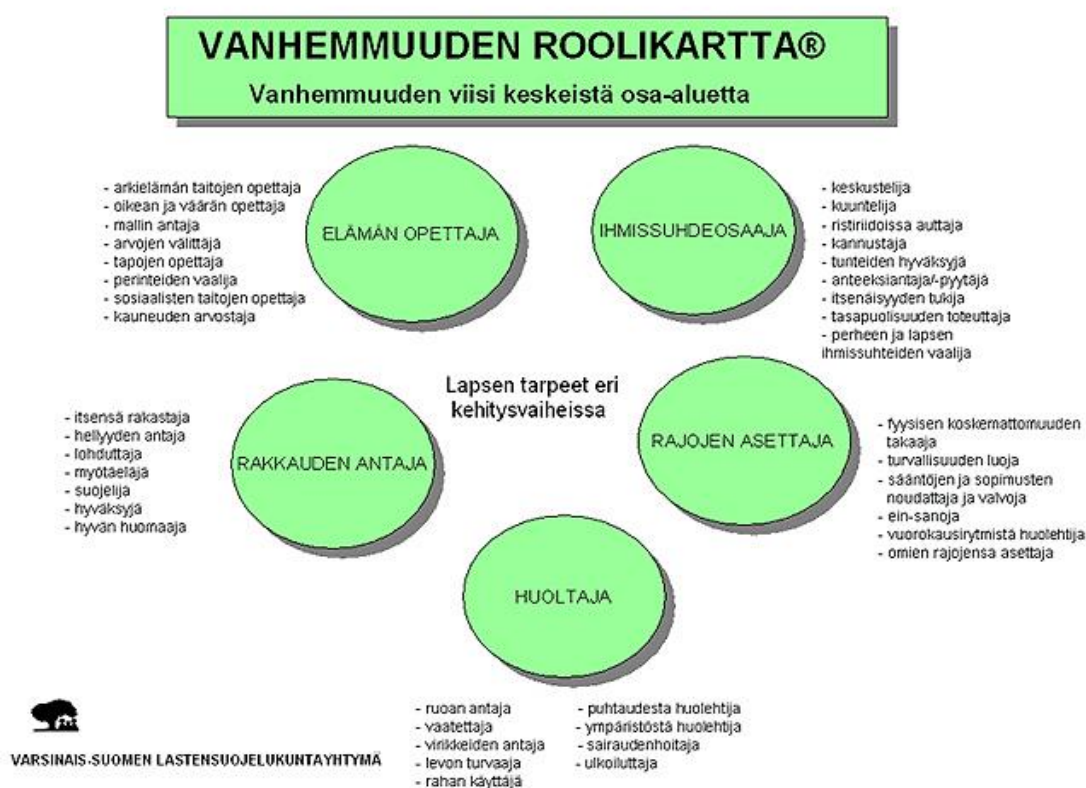 VANHEMMUUDEN ROOLIKARTTA®
Vanhemmuuden viisi keskeistä osa-aluetta
ELÄMÄN OPETTAJA
- arkielämän taitojen opettaja
- oikean ja väärän opettaja
- mallin antaja
- arvojen välittäjä
- tapojen opettaja
- perinteiden vaalija
- sosiaalisten taitojen opettaja
- kauneuden arvostaja
IHMISSUHDEOSAAJA
- keskustelija
- kuuntelija
- ristiriidoissa auttaja
- kannustaja
- tunteiden hyväksyjä
- anteeksiantaja/-pyytäjä
- itsenäisyyden tukija
- tasapuolisuuden toteuttaja
- perheen ja lapsen
ihmissuhteiden vaalija
Lapsen tarpeet eri
kehitysvaiheissa
RAKKAUDEN ANTAJA
- itsensä rakastaja
- hellyyden antaja
- lohduttaja
- myötäeläjä
- suojelija
- hyväksyjä
- hyvän huomaaja
RAJOJEN ASETTAJA
- fyysisen koskemattomuuden
takaaja
- turvallisuuden luoja
- sääntöjen ja sopimusten
noudattaja ja valvoja
- ein-sanoja
- vuorokausirytmistä huolehtija
- omien rajojensa asettaja
HUOLTAJA
- ruoan antaja
- vaatettaja
- virikkeiden antaja
- levon turvaaja
- rahan käyttäjä
- puhtaudesta huolehtija
- ympäristöstä huolehtija
- sairaudenhoitaja
- ulkoiluttaja
VARSINAIS-SUOMEN LASTENSUOJELUKUNTAYHTYMÄ